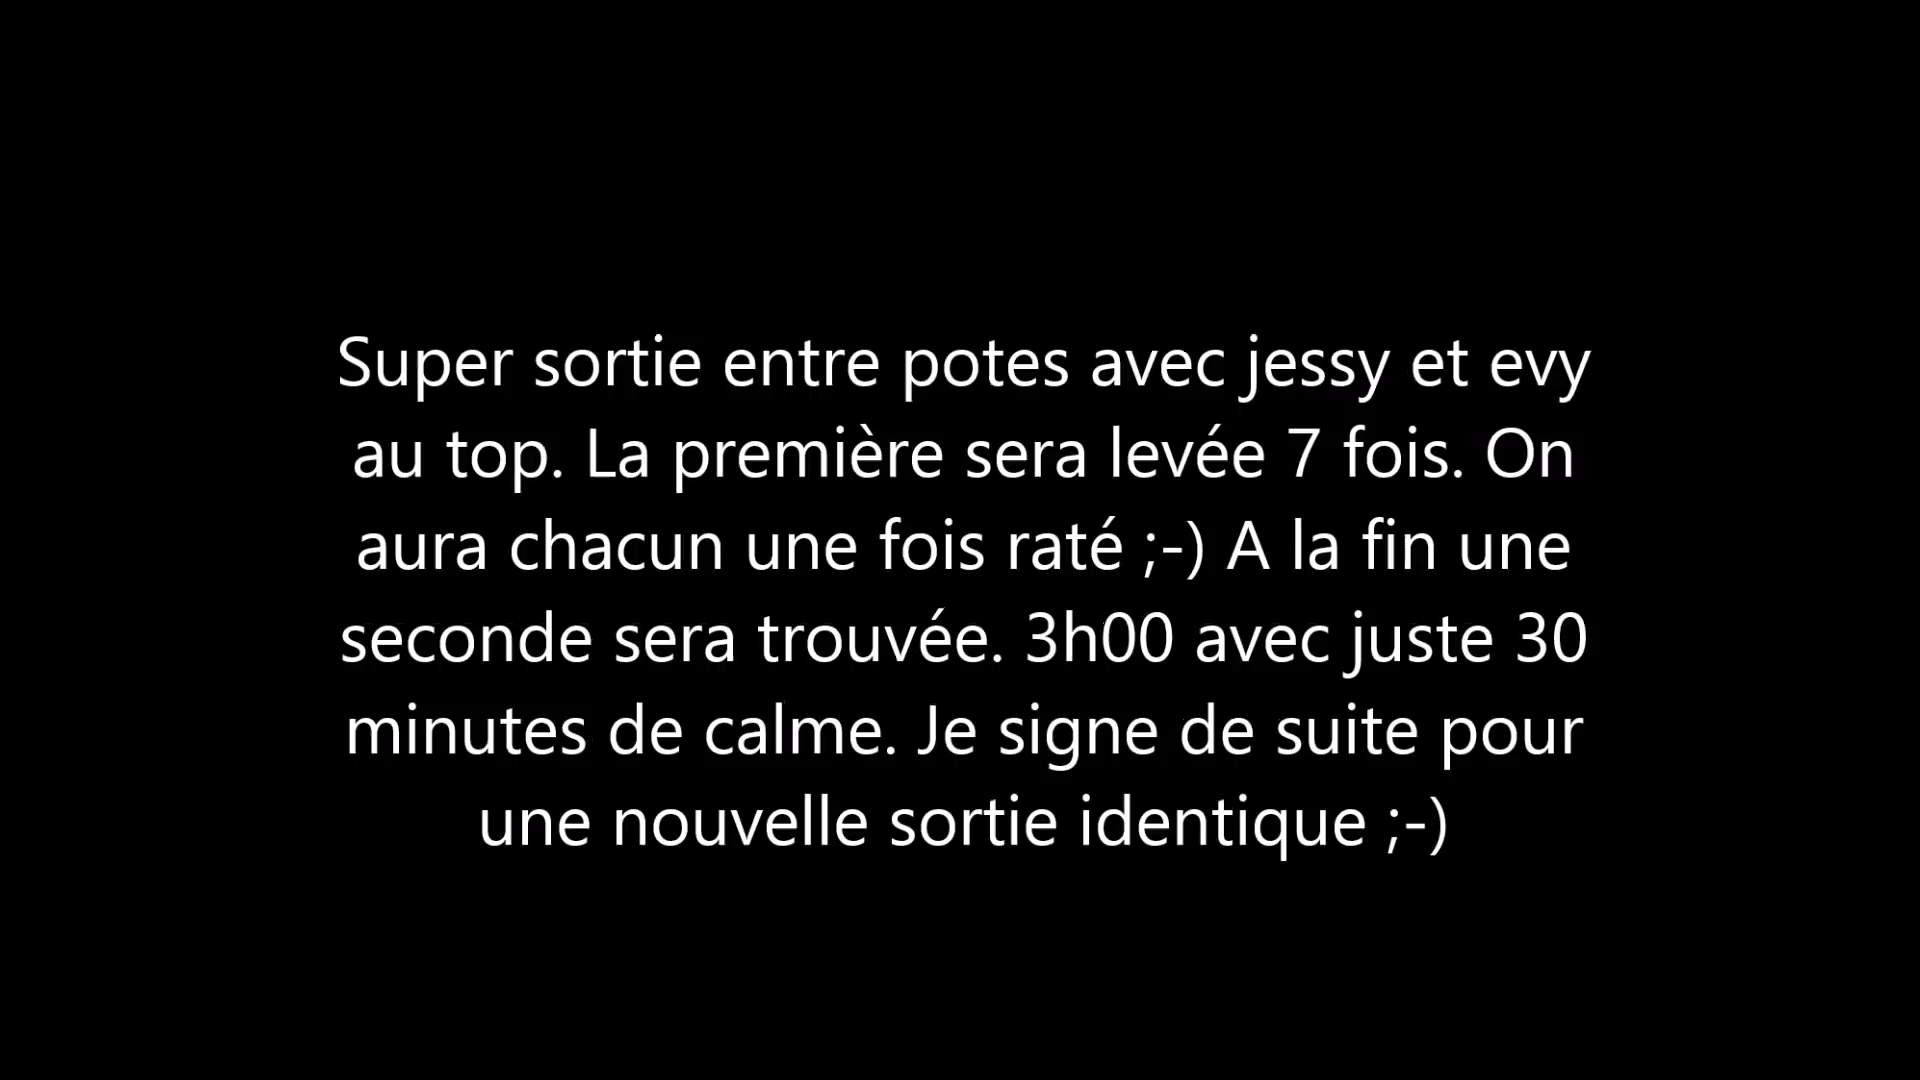 Super sortie entre potes avec jessy et evy
au top. La première sera levée 7 fois. On
aura chacun une fois raté ;-) A la fin une
seconde sera trouvée. 3h00 avec juste 30
minutes de calme. Je signe de suite pour
une nouvelle sortie identique ;-)